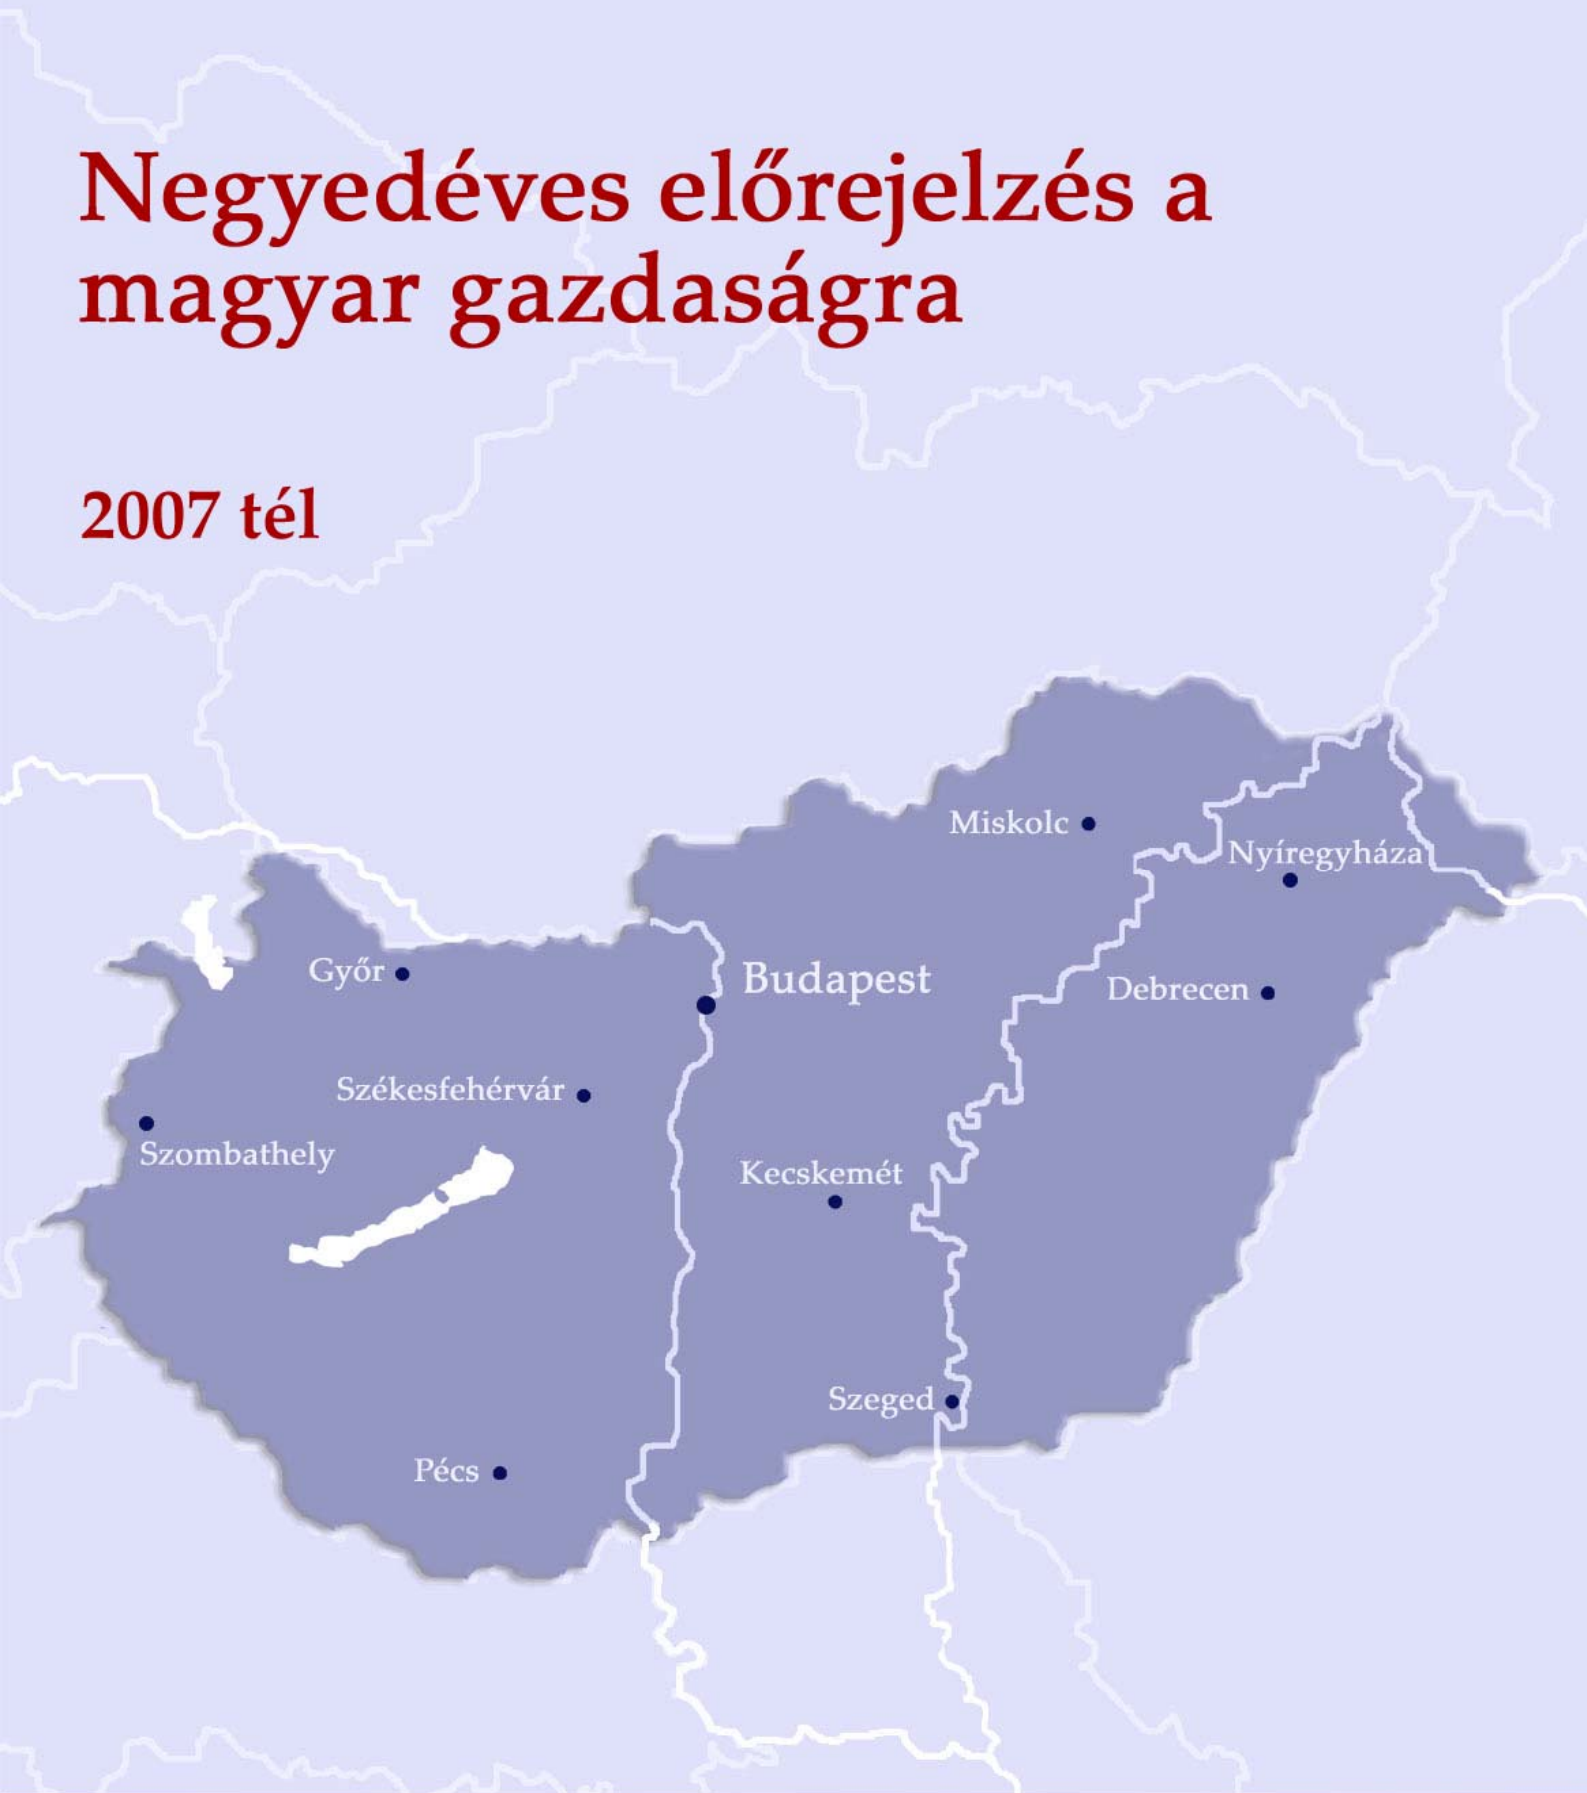 Negyedéves előrejelzés a
magyar gazdaságra
2007 tél
Miskolc
Nyíregyháza
Győr
Budapest
Debrecen
Székesfehérvár
Szombathely
Kecskemét
Szeged
Pécs